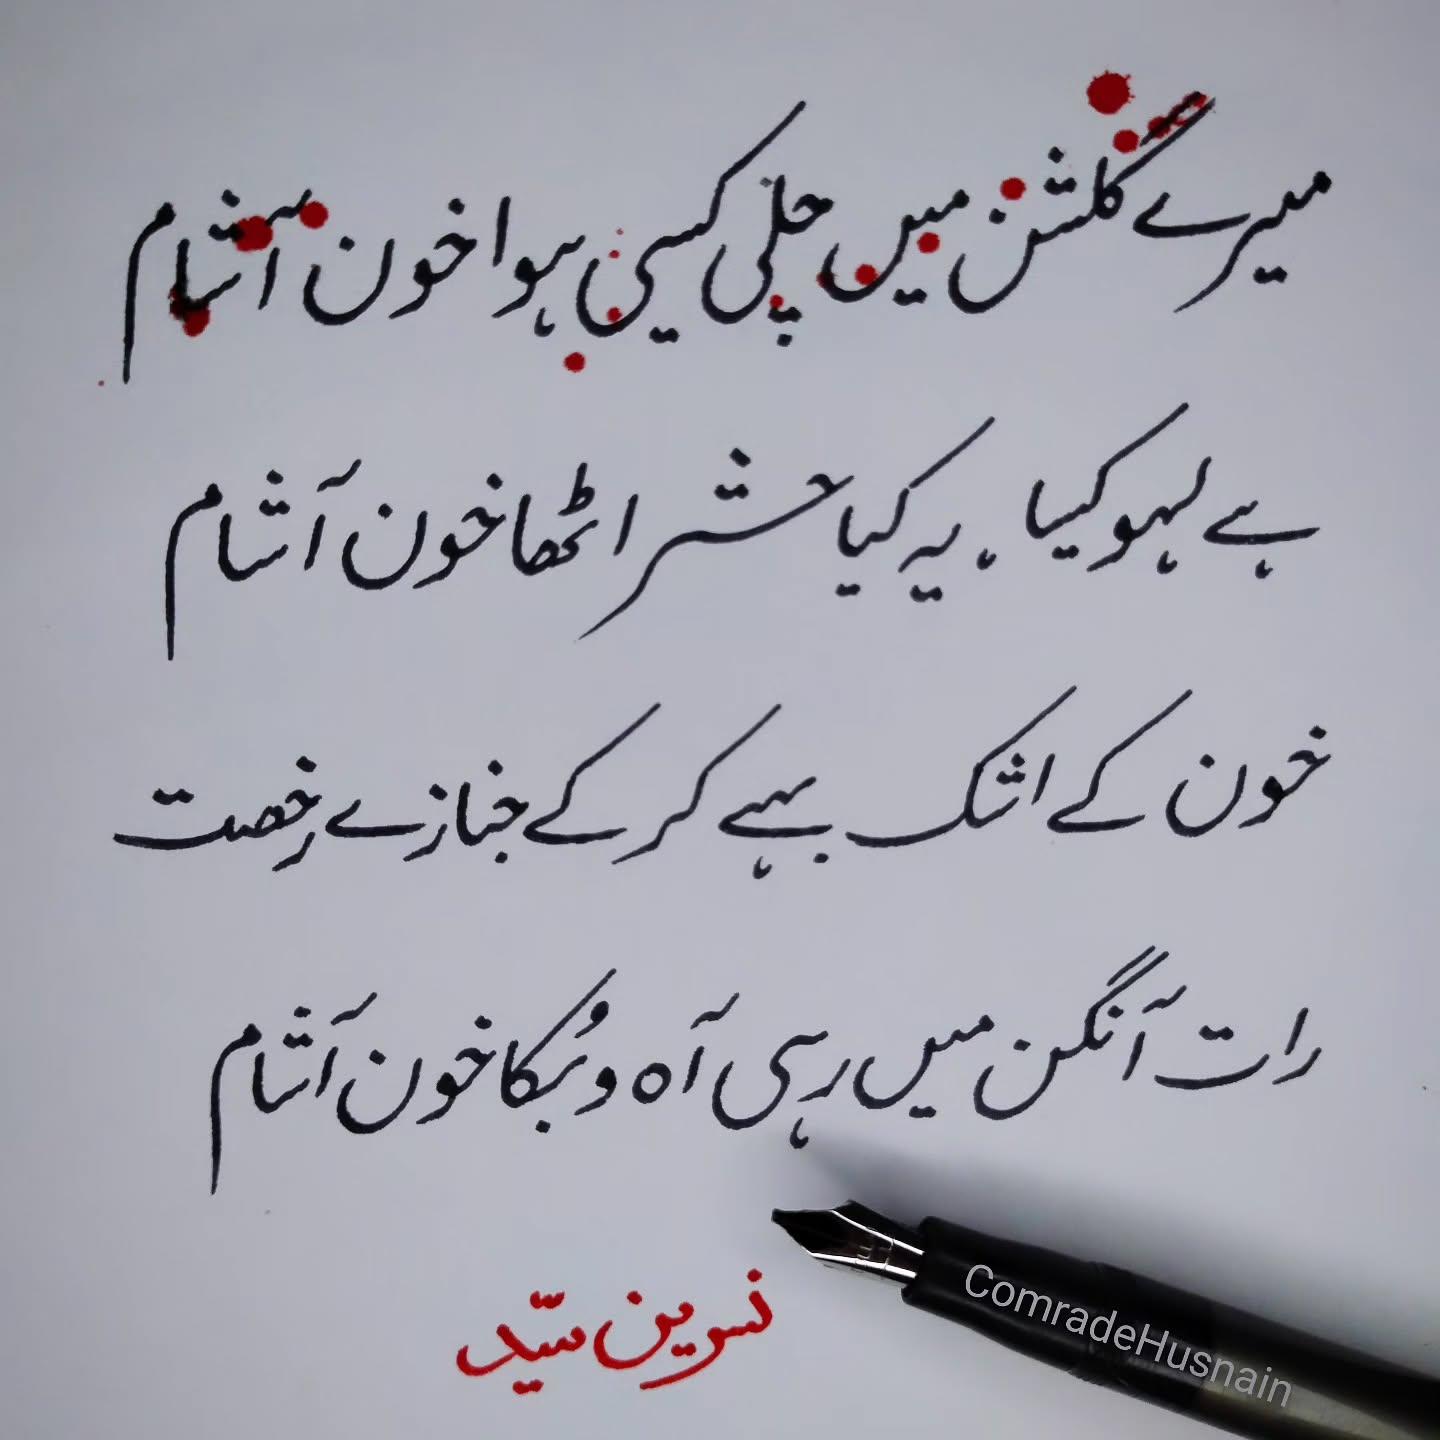 میرے گلشن میں چلی کیسی ہوا خون آشام
ہے لہو کیسا ، یہ کیا حشر اٹھا خون آشام
خون کے اشک بہے کر کے جنازے رخصت
رات آنگن میں رہی آہ و بُکا خون آشام
نسرین سیّد
ComradeHusnain